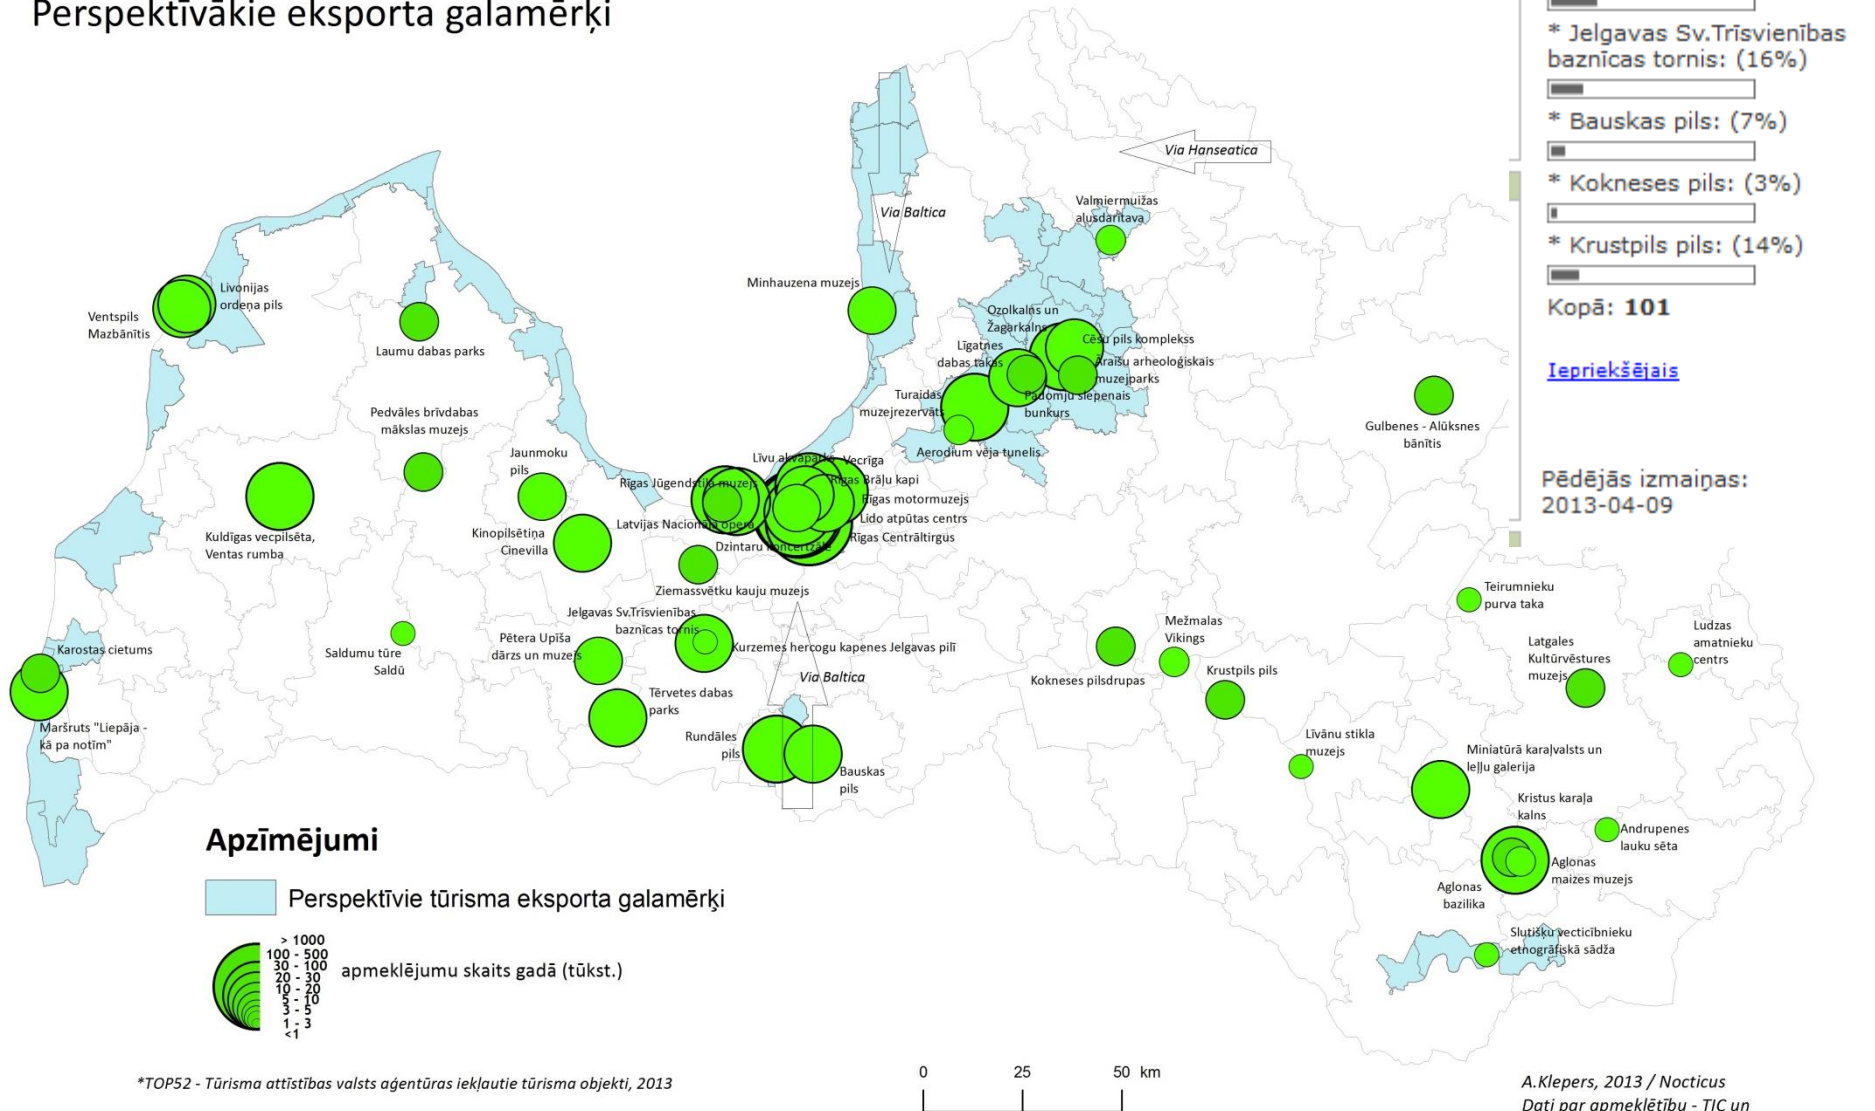 Perspektīvākie eksporta galamērķi
* Jelgavas Sv.Trīsvienības
baznīcas tornis: (16%)
* Bauskas pils: (7%)
* Kokneses pils: (3%)
* Krustpils pils: (14%)
Kopā: 101
Iepriekšējais
Pēdējās izmaiņas:
2013-04-09
Via Hanseatica
Via Baltica
Valmiermuižas
alusdarītava
Minhauzena muzejs
Livonijas
ordeņa pils
Ventspils
Mazbānītis
Laumu dabas parks
Ozolkalns un
Žagarkalns
Cēsu pils komplekss
Līgatnes
dabas takas
Āraišu arheoloģiskais
muzejparks
Turaidas
muzejrezervāts
Padomju slepenais
bunkurs
Aerodium vēja tunelis
Gulbenes - Alūksnes
bānītis
Pedvāles brīvdabas
mākslas muzejs
Jaunmoku
pils
Līvu akvaparks
Vecrīga
Rīgas Jūgendstila muzejs
Rīgas Brāļu kapi
Rīgas motormuzejs
Latvijas Nacionālā opera
Lido atpūtas centrs
Rīgas Centrāltirgus
Dzintaru koncertzāle
Kuldīgas vecpilsēta,
Ventas rumba
Kinopilsētiņa
Cinevilla
Ziemassvētku kauju muzejs
Jelgavas Sv.Trīsvienības
baznīcas tornis
Kurzemes hercogu kapenes Jelgavas pilī
Pētera Upīša
dārzs un muzejs
Saldumu tūre
Saldū
Karostas cietums
Maršruts "Liepāja -
kā pa notīm"
Tērvetes dabas
parks
Via Baltica
Rundāles
pils
Bauskas
pils
Kokneses pilsdrupas
Mežmalas
Vikings
Krustpils pils
Līvānu stikla
muzejs
Teirumnieku
purva taka
Latgales
Kultūrvēstures
muzejs
Ludzas
amatnieku
centrs
Miniatūrā karaļvalsts un
leļļu galerija
Kristus karaļa
kalns
Andrupenes
lauku sēta
Aglonas
maizes muzejs
Aglonas
bazilika
Slutišķu vecticībnieku
etnogrāfiskā sādža
Apzīmējumi
Perspektīvie tūrisma eksporta galamērķi
> 1000
100 - 500
30 - 100
20 - 30
10 - 20
5 - 10
3 - 5
1 - 3
<1
apmeklējumu skaits gadā (tūkst.)
*TOP52 - Tūrisma attīstības valsts aģentūras iekļautie tūrisma objekti, 2013
0 25 50 km
A.Klepers, 2013 / Nocticus
Dati par apmeklētību - TIC un